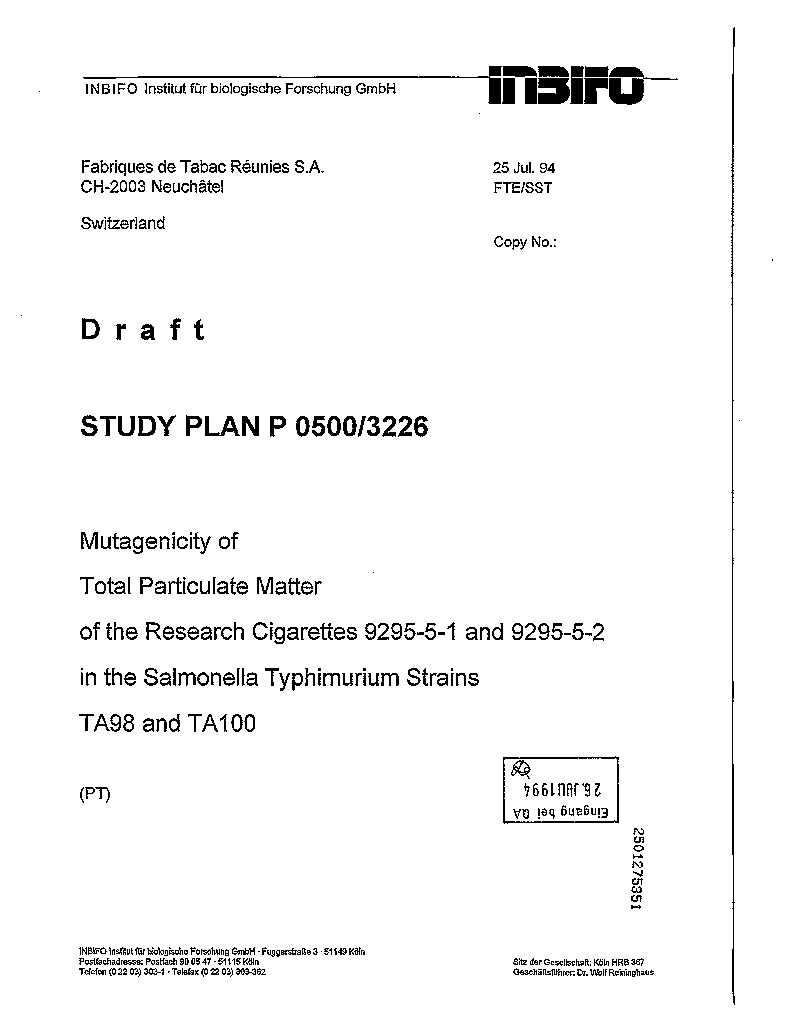 INBIFO Institut für biologische Forschung GmbH
INBIFO
Fabriques de Tabac Réunies S.A.
CH-2003 Neuchâtel
Switzerland
25 Jul. 94
FTE/SST
Copy No.:
Draft
STUDY PLAN P 0500/3226
Mutagenicity of
Total Particulate Matter
of the Research Cigarettes 9295-5-1 and 9295-5-2
in the Salmonella Typhimurium Strains
TA98 and TA100
(PT)
Eingang bei QA
26. 1994
2501275351
INBIFO Institut für biologische Forschung GmbH · Fuggerstraße 3 · 51149 Köln
Postfachadresse: Postfach 90 05 47 · 51115 Köln
Telefon (0 22 03) 303-1 · Telefax (0 22 03) 303-362
Sitz der Gesellschaft: Köln HRB 367
Geschäftsführer: Dr. Wolf Reininghaus